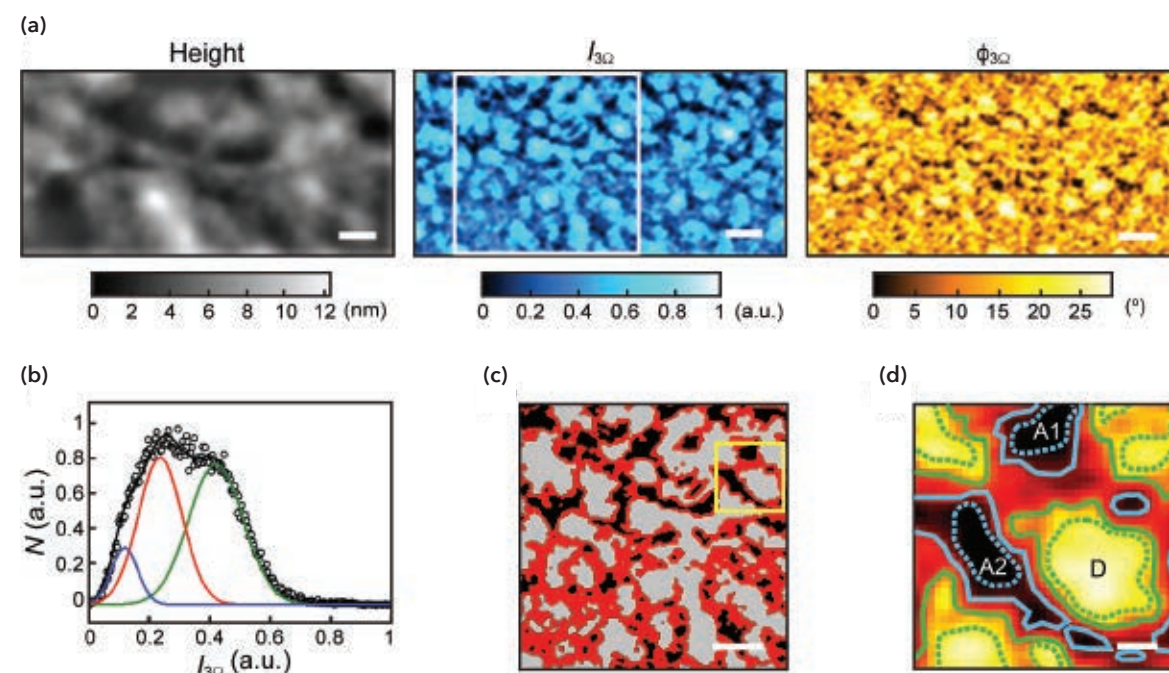 (a)
Height
I3Ω
ϕ3Ω
0 2 4 6 8 10 12 (nm)
0 0.2 0.4 0.6 0.8 1 (a.u.)
0 5 10 15 20 25 (º)
(b)
(c)
(d)
N (a.u.)
1
0.8
0.6
0.4
0.2
0
0 0.2 0.4 0.6 0.8 1
I3Ω (a.u.)
A1
A2
D